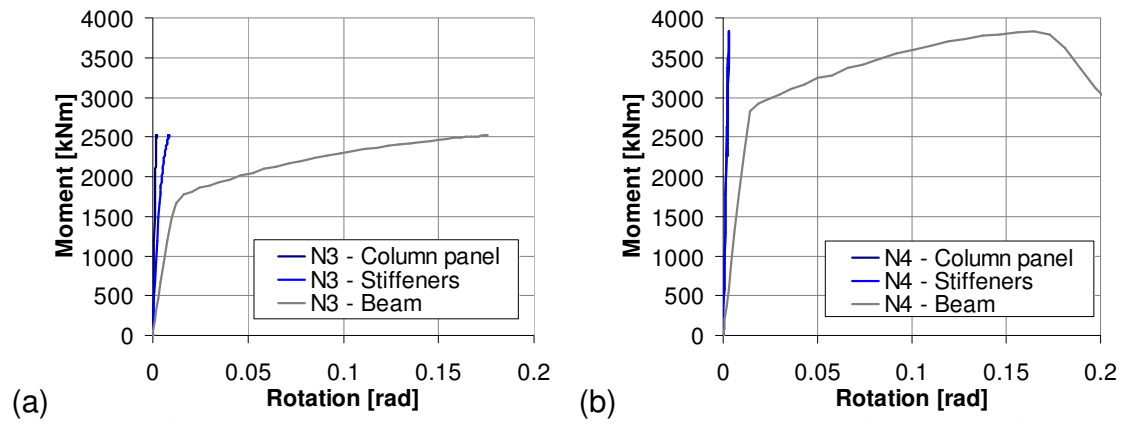 4000
3500
3000
2500
2000
1500
1000
500
0
Moment [kNm]
N3 - Column panel
N3 - Stiffeners
N3 - Beam
0 0.05 0.1 0.15 0.2
Rotation [rad]
(a)
4000
3500
3000
2500
2000
1500
1000
500
0
Moment [kNm]
N4 - Column panel
N4 - Stiffeners
N4 - Beam
0 0.05 0.1 0.15 0.2
Rotation [rad]
(b)